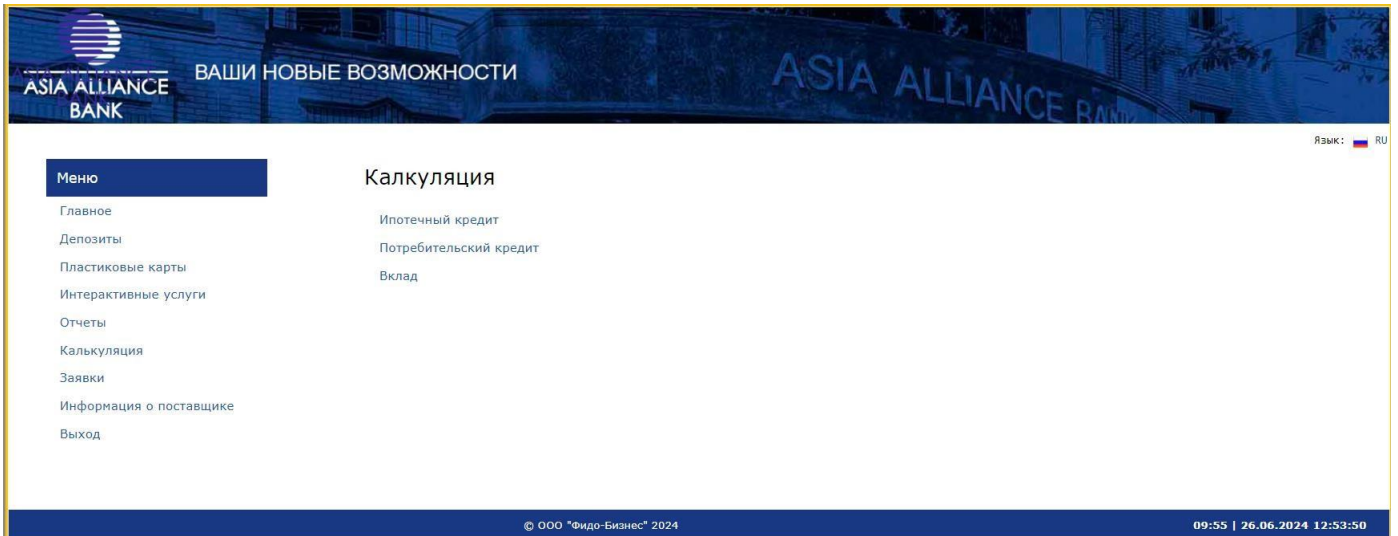 ASIA ALLIANCE
BANK
ВАШИ НОВЫЕ ВОЗМОЖНОСТИ
ASIA ALLIANCE BANK
Язык: RU
Меню
Главное
Депозиты
Пластиковые карты
Интерактивные услуги
Отчеты
Калькуляция
Заявки
Информация о поставщике
Выход
Калкуляция
Ипотечный кредит
Потребительский кредит
Вклад
© ООО "Фидо-Бизнес" 2024
09:55 | 26.06.2024 12:53:50